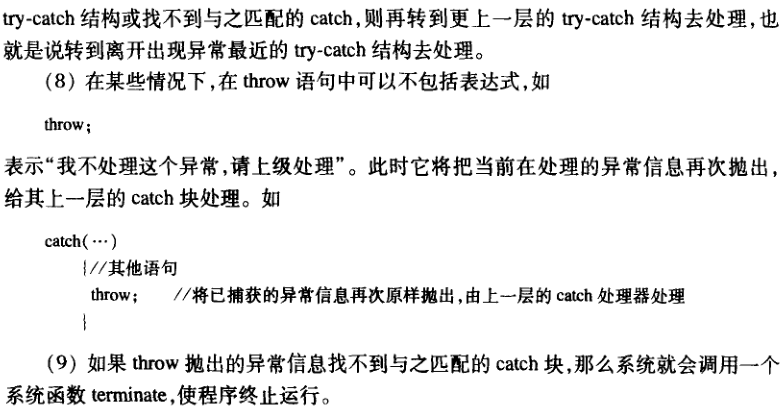 try-catch 结构或找不到与之匹配的 catch,则再转到更上一层的 try-catch 结构去处理,也
就是说转到离开出现异常最近的 try-catch 结构去处理。
(8) 在某些情况下,在 throw 语句中可以不包括表达式,如
throw;
表示“我不处理这个异常,请上级处理”。此时它将把当前在处理的异常信息再次抛出,
给其上一层的 catch 块处理。如
catch(…)
{//其他语句
throw; //将已捕获的异常信息再次原样抛出,由上一层的 catch 处理器处理
}
(9) 如果 throw 抛出的异常信息找不到与之匹配的 catch 块,那么系统就会调用一个
系统函数 terminate,使程序终止运行。